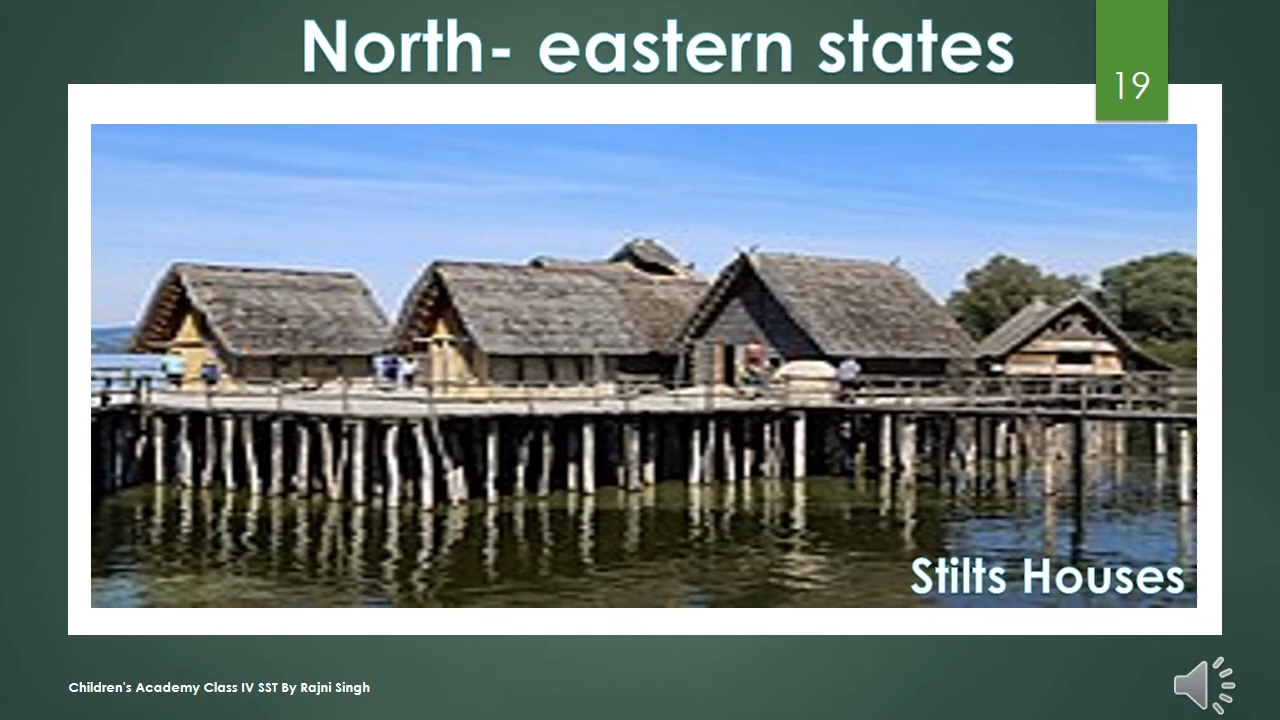 North- eastern states
19
Stilts Houses
Children's Academy Class IV SST By Rajni Singh